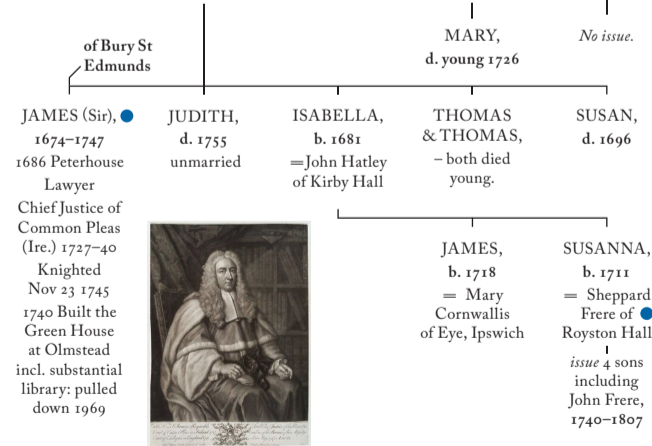 MARY,
d. young 1726
No issue.
of Bury St
Edmunds
JAMES (Sir),
1674–1747
1686 Peterhouse
Lawyer
Chief Justice of
Common Pleas
(Ire.) 1727–40
Knighted
Nov 23 1745
1740 Built the
Green House
at Olmstead
incl. substantial
library: pulled
down 1969
JUDITH,
d. 1755
unmarried
ISABELLA,
b. 1681
=John Hatley
of Kirby Hall
THOMAS
& THOMAS,
– both died
young.
SUSAN,
d. 1696
JAMES,
b. 1718
= Mary
Cornwallis
of Eye, Ipswich
SUSANNA,
b. 1711
= Sheppard
Frere of
Royston Hall
issue 4 sons
including
John Frere,
1740–1807